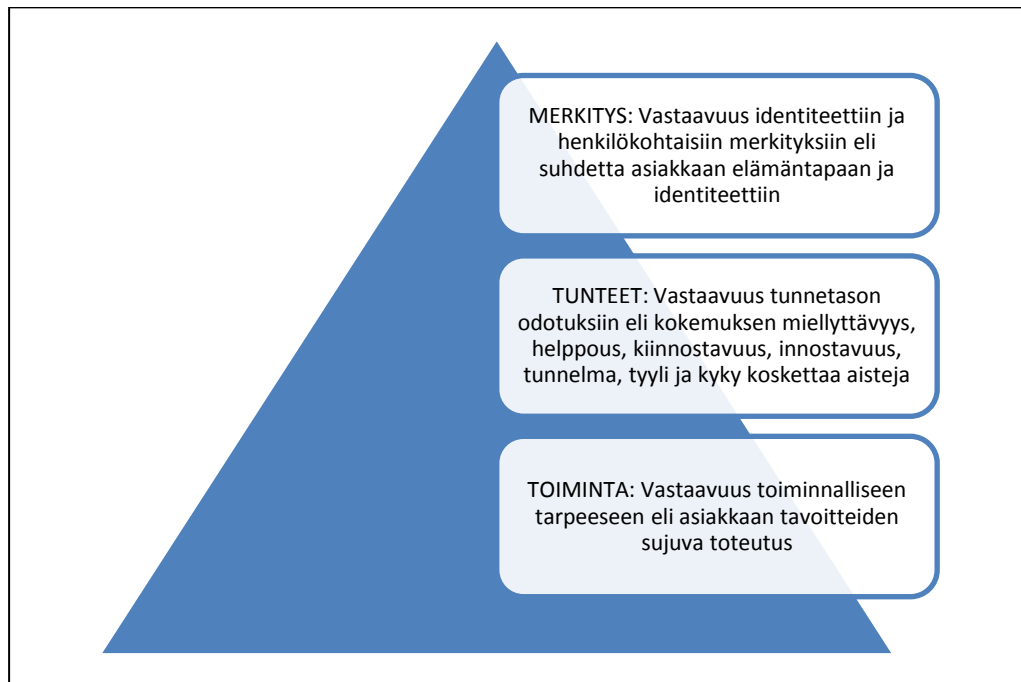 MERKITYS: Vastaavuus identiteettiin ja
henkilökohtaisiin merkityksiin eli
suhdetta asiakkaan elämäntapaan ja
identiteettiin
TUNTEET: Vastaavuus tunnetason
odotuksiin eli kokemuksen miellyttävyys,
helppous, kiinnostavuus, innostavuus,
tunnelma, tyyli ja kyky koskettaa aisteja
TOIMINTA: Vastaavuus toiminnalliseen
tarpeeseen eli asiakkaan tavoitteiden
sujuva toteutus